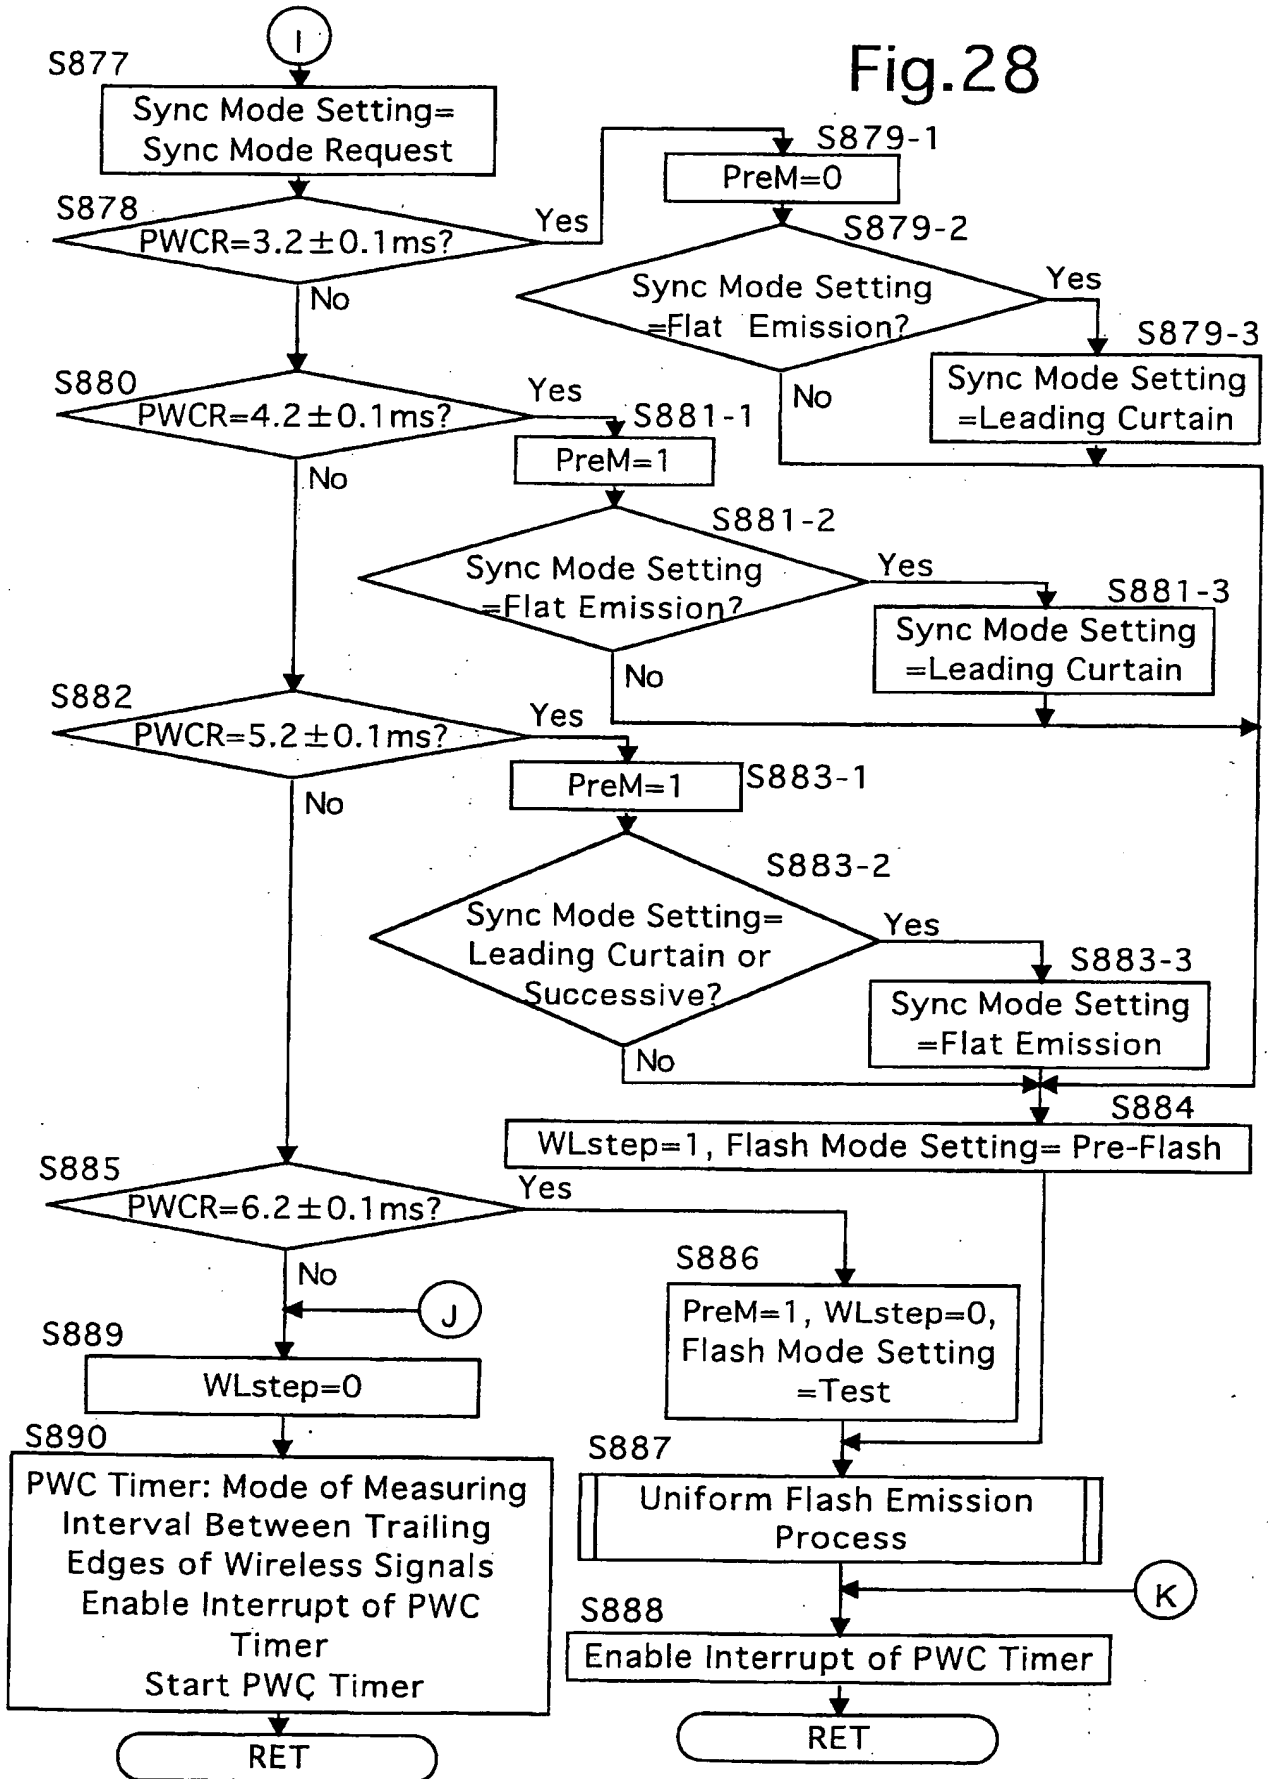 I
Fig.28
S877
Sync Mode Setting=
Sync Mode Request
S878
PWCR=3.2±0.1ms?
Yes
No
S879-1
PreM=0
S879-2
Sync Mode Setting
=Flat Emission?
Yes
No
S879-3
Sync Mode Setting
=Leading Curtain
S880
PWCR=4.2±0.1ms?
Yes
No
S881-1
PreM=1
S881-2
Sync Mode Setting
=Flat Emission?
Yes
No
S881-3
Sync Mode Setting
=Leading Curtain
S882
PWCR=5.2±0.1ms?
Yes
No
S883-1
PreM=1
S883-2
Sync Mode Setting=
Leading Curtain or
Successive?
Yes
No
S883-3
Sync Mode Setting
=Flat Emission
S884
WLstep=1, Flash Mode Setting= Pre-Flash
S885
PWCR=6.2±0.1ms?
Yes
No
J
S886
PreM=1, WLstep=0,
Flash Mode Setting
=Test
S887
Uniform Flash Emission
Process
K
S888
Enable Interrupt of PWC Timer
RET
S889
WLstep=0
S890
PWC Timer: Mode of Measuring
Interval Between Trailing
Edges of Wireless Signals
Enable Interrupt of PWC
Timer
Start PWC Timer
RET